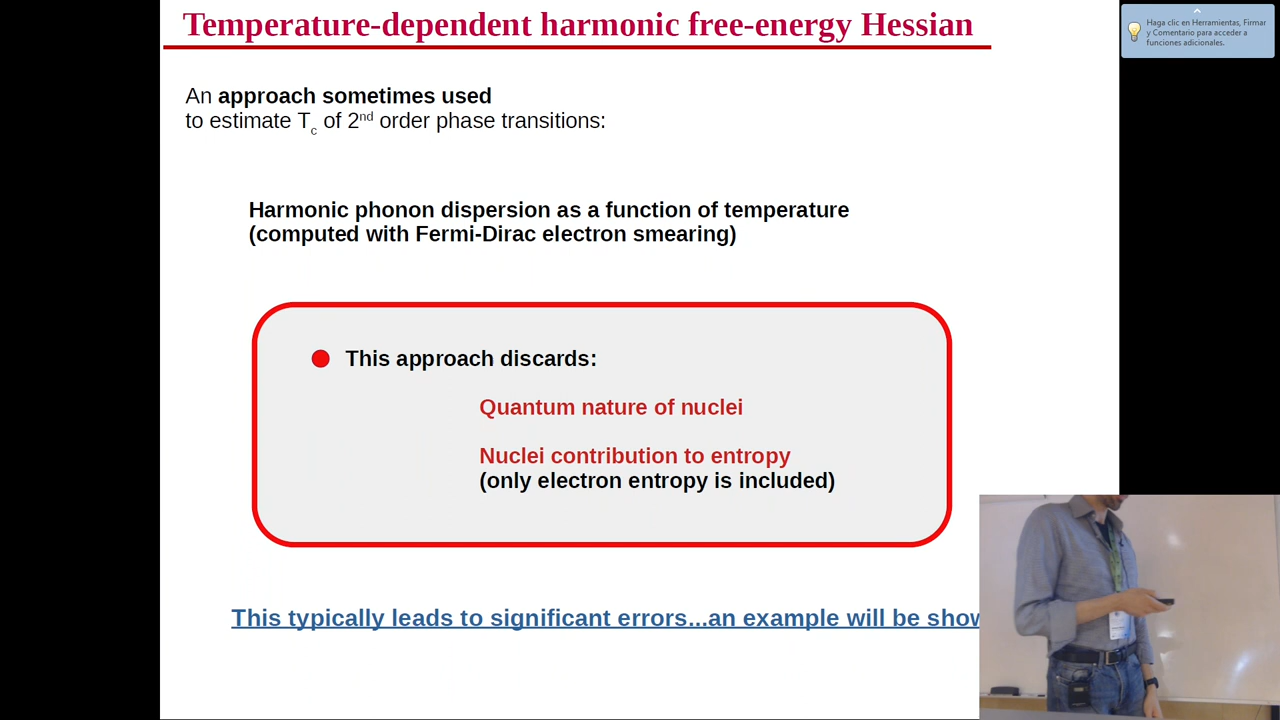 Temperature-dependent harmonic free-energy Hessian
An approach sometimes used
to estimate Tc of 2nd order phase transitions:
Harmonic phonon dispersion as a function of temperature
(computed with Fermi-Dirac electron smearing)
This approach discards:
Quantum nature of nuclei
Nuclei contribution to entropy
(only electron entropy is included)
This typically leads to significant errors...an example will be show
Haga clic en Herramientas, Firmar
y Comentario para acceder a
funciones adicionales.